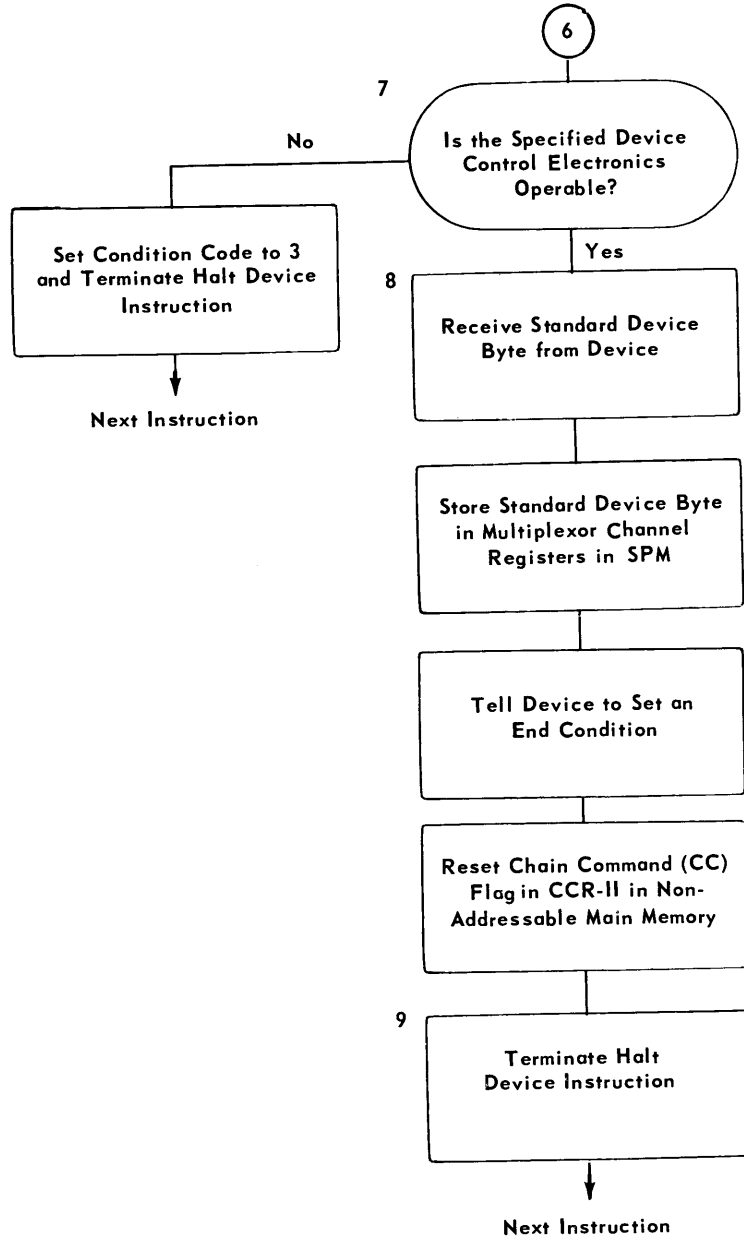 6
7
Is the Specified Device
Control Electronics
Operable?
No
Yes
Set Condition Code to 3
and Terminate Halt Device
Instruction
Next Instruction
8
Receive Standard Device
Byte from Device
Store Standard Device Byte
in Multiplexor Channel
Registers in SPM
Tell Device to Set an
End Condition
Reset Chain Command (CC)
Flag in CCR-II in Non-
Addressable Main Memory
9
Terminate Halt
Device Instruction
Next Instruction